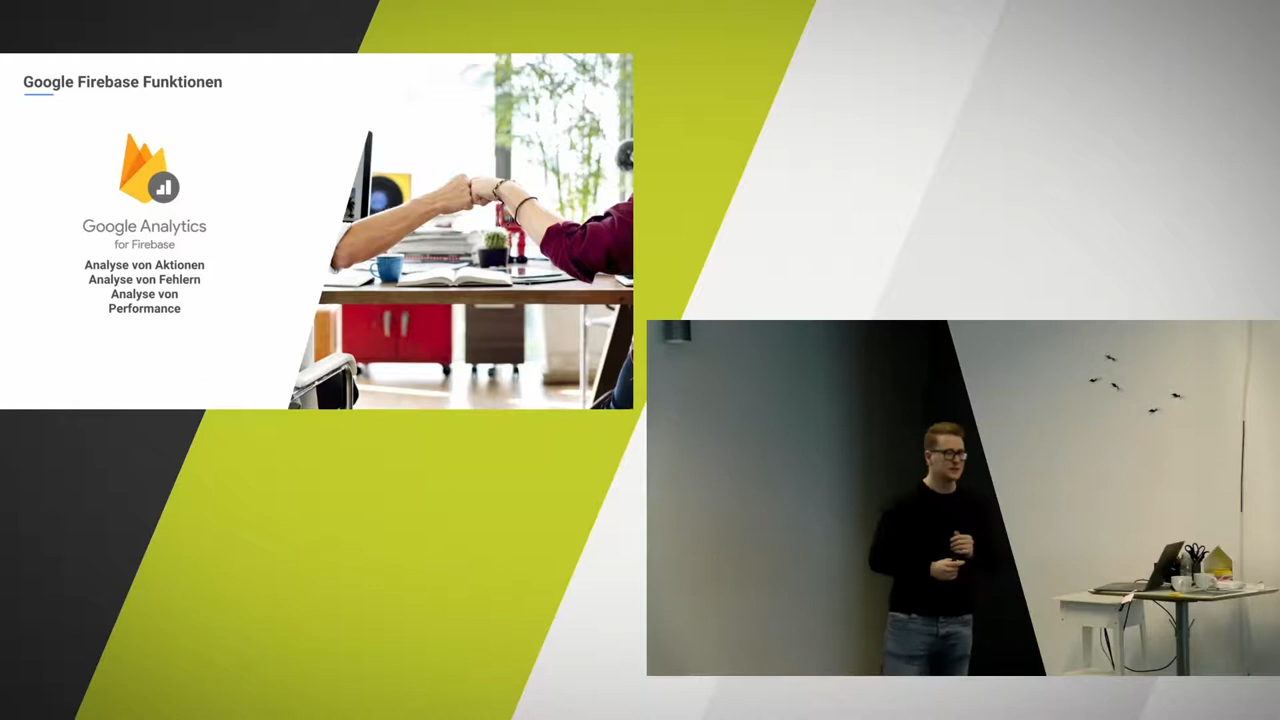 Google Firebase Funktionen
Google Analytics
for Firebase
Analyse von Aktionen
Analyse von Fehlern
Analyse von
Performance